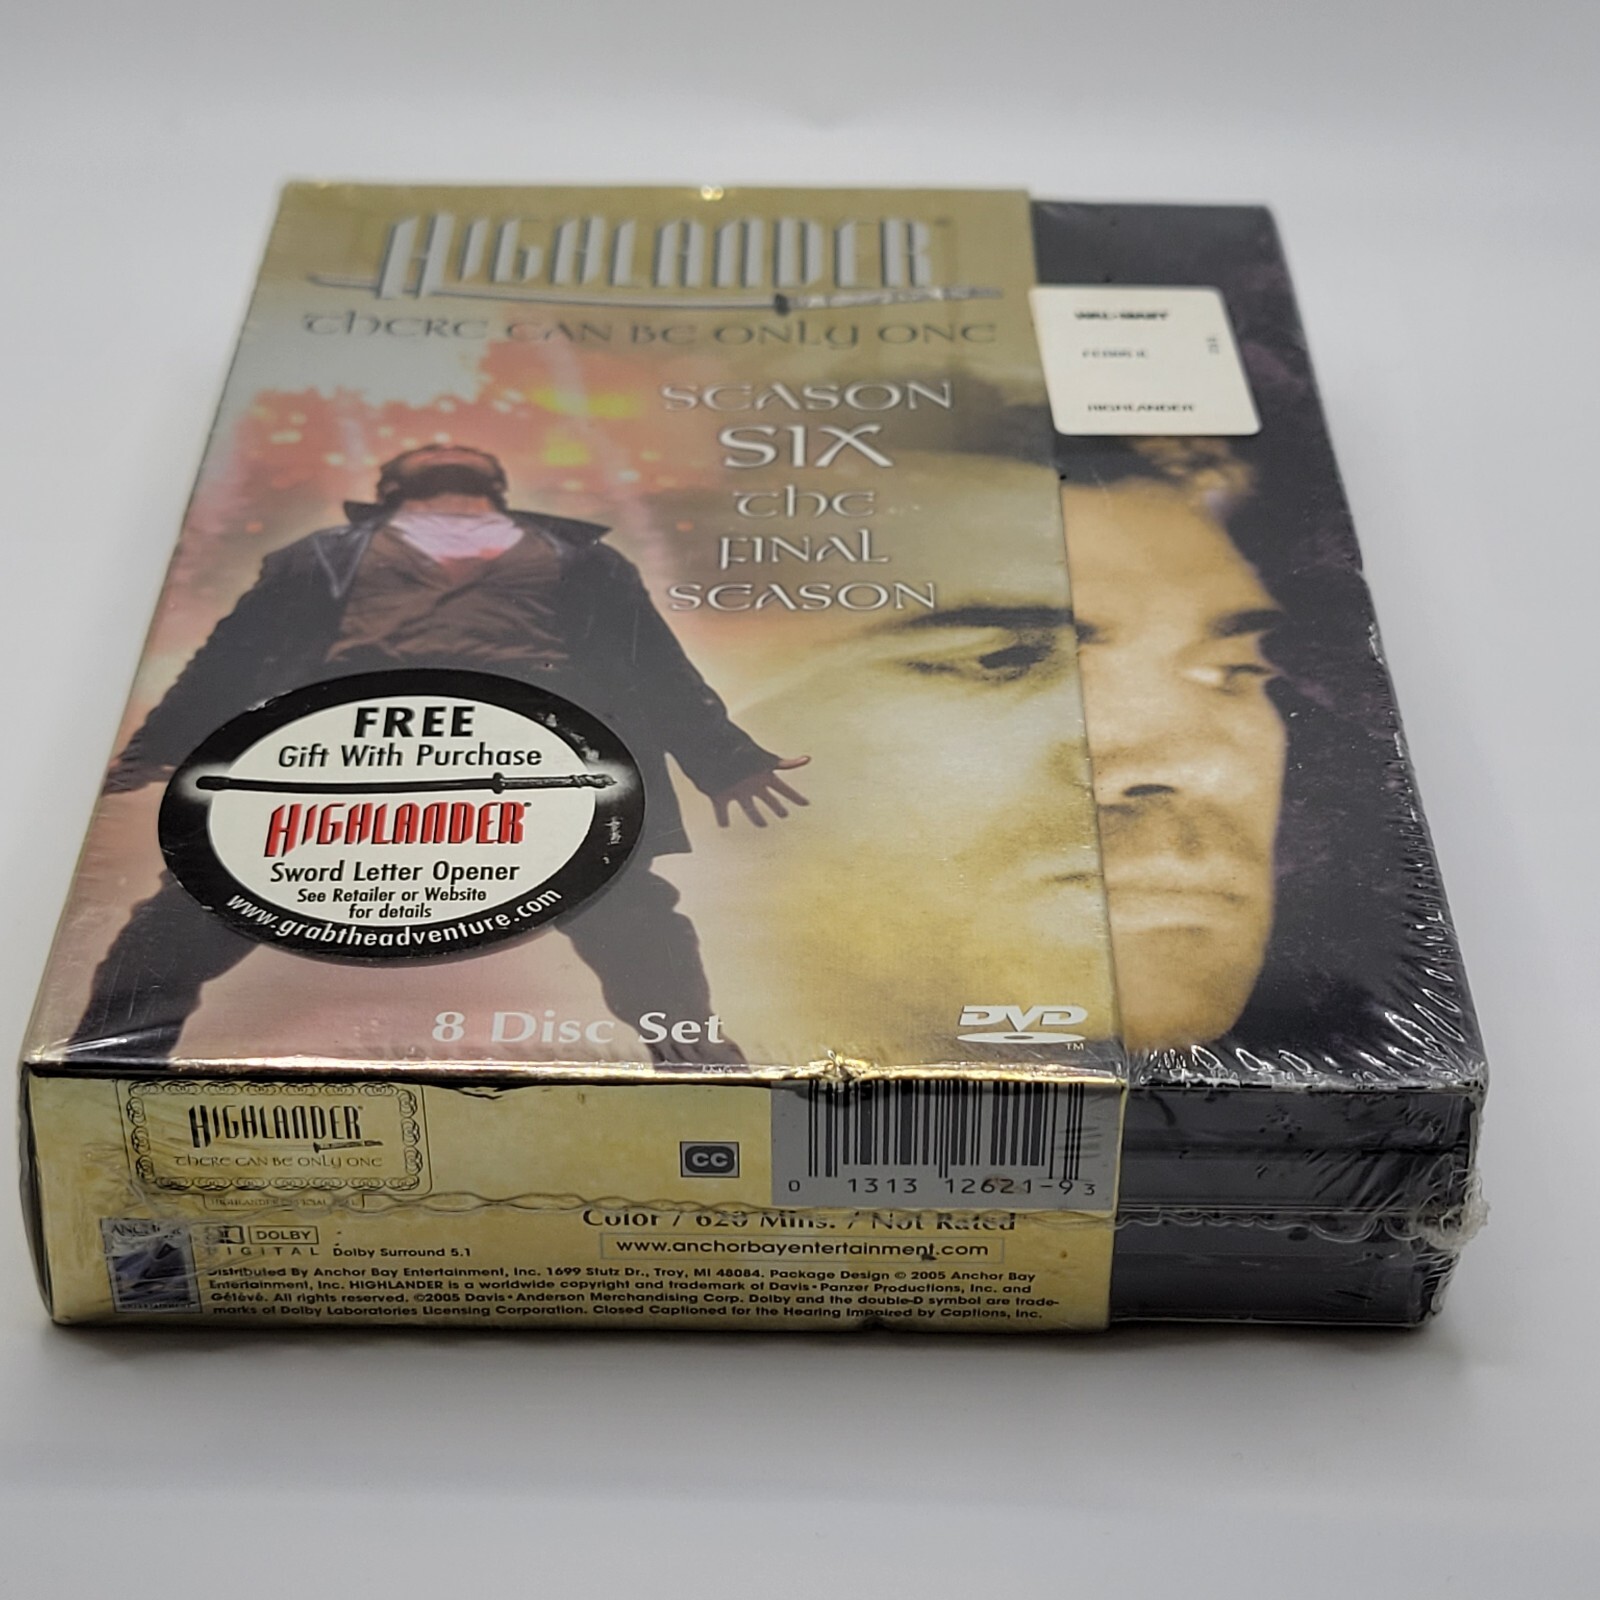 HIGHLANDER
THERE CAN BE ONLY ONE
SEASON
SIX
THE
FINAL
SEASON
WAL-MART
HIGHLANDER
FREE
Gift With Purchase
HIGHLANDER
Sword Letter Opener
See Retailer or Website
for details
www.grabtheadventure.com
8 Disc Set
DVD
TM
HIGHLANDER
THERE CAN BE ONLY ONE
CC
0 1313 12621-9 3
Color / 620 Mins. / Not Rated
DOLBY
DIGITAL Dolby Surround 5.1
www.anchorbayentertainment.com
Distributed By Anchor Bay Entertainment, Inc. 1699 Stutz Dr., Troy, MI 48084. Package Design © 2005 Anchor Bay
Entertainment, Inc. HIGHLANDER is a worldwide copyright and trademark of Davis•Panzer Productions, Inc. and
Gétévé. All rights reserved. ©2005 Davis•Anderson Merchandising Corp. Dolby and the double-D symbol are trade-
marks of Dolby Laboratories Licensing Corporation. Closed Captioned for the Hearing Impaired by Captions, Inc.